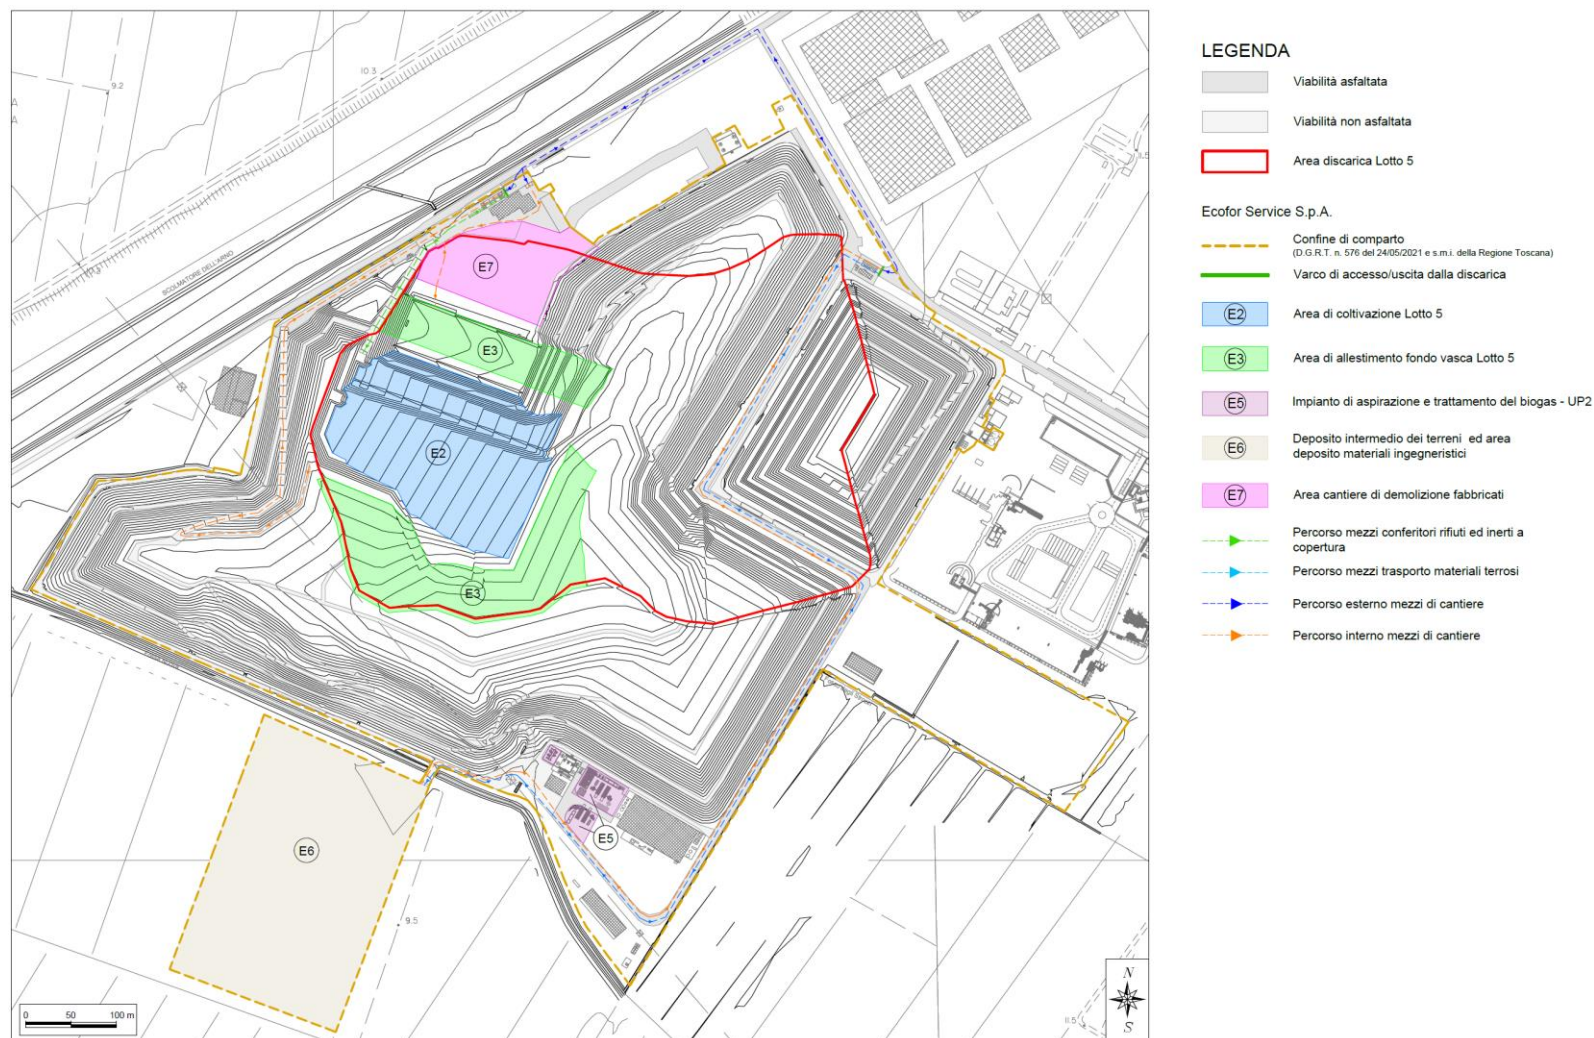 10.3
9.2
A
A
11.5
SCOLMATORE DELL'ARNO
E7
E3
E2
E3
E5
E6
9.5
11.5
0 50 100 m
N
S
LEGENDA
Viabilità asfaltata
Viabilità non asfaltata
Area discarica Lotto 5
Ecofor Service S.p.A.
Confine di comparto
(D.G.R.T. n. 576 del 24/05/2021 e s.m.i. della Regione Toscana)
Varco di accesso/uscita dalla discarica
E2 Area di coltivazione Lotto 5
E3 Area di allestimento fondo vasca Lotto 5
E5 Impianto di aspirazione e trattamento del biogas - UP2
E6 Deposito intermedio dei terreni ed area
deposito materiali ingegneristici
E7 Area cantiere di demolizione fabbricati
Percorso mezzi conferitori rifiuti ed inerti a
copertura
Percorso mezzi trasporto materiali terrosi
Percorso esterno mezzi di cantiere
Percorso interno mezzi di cantiere